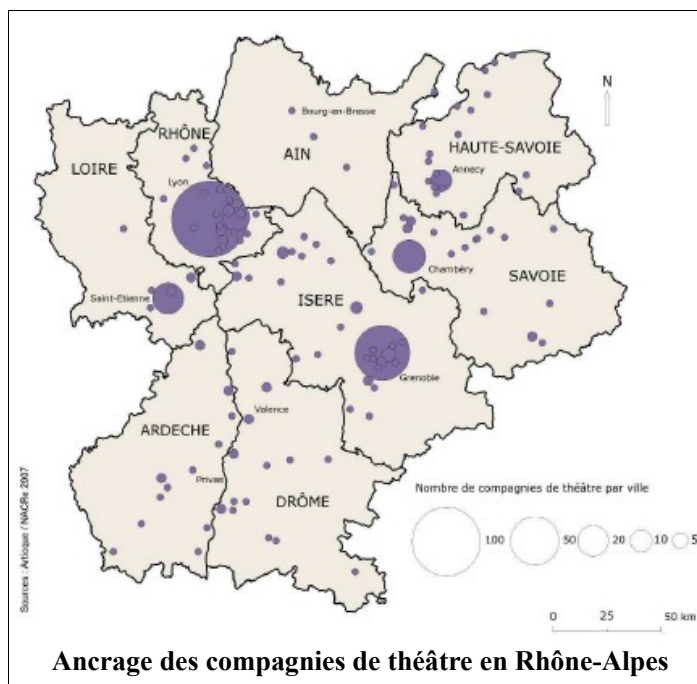 Bourg-en-Bresse
N
RHÔNE
HAUTE-SAVOIE
AIN
LOIRE
Lyon
Annecy
Chambéry
SAVOIE
Saint-Etienne
ISERE
Grenoble
Valence
ARDECHE
Privas
DRÔME
Nombre de compagnies de théâtre par ville
100 50 20 10 5
0 25 50 km
Sources : Artioque / NACRe 2007
Ancrage des compagnies de théâtre en Rhône-Alpes